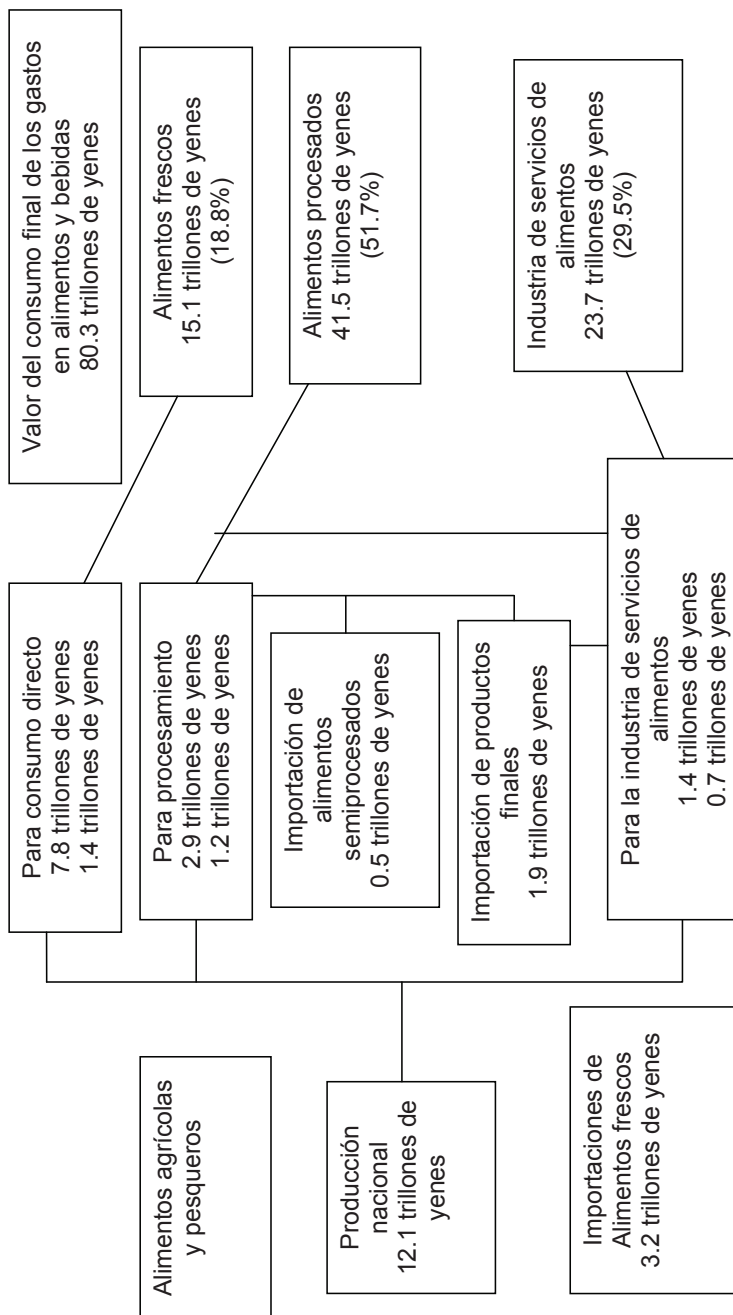 Alimentos agrícolas
y pesqueros
Producción
nacional
12.1 trillones de
yenes
Importaciones de
Alimentos frescos
3.2 trillones de yenes
Para consumo directo
7.8 trillones de yenes
1.4 trillones de yenes
Para procesamiento
2.9 trillones de yenes
1.2 trillones de yenes
Importación de
alimentos
semiprocesados
0.5 trillones de yenes
Importación de productos
finales
1.9 trillones de yenes
Para la industria de servicios de
alimentos
1.4 trillones de yenes
0.7 trillones de yenes
Valor del consumo final de los gastos
en alimentos y bebidas
80.3 trillones de yenes
Alimentos frescos
15.1 trillones de yenes
(18.8%)
Alimentos procesados
41.5 trillones de yenes
(51.7%)
Industria de servicios de
alimentos
23.7 trillones de yenes
(29.5%)